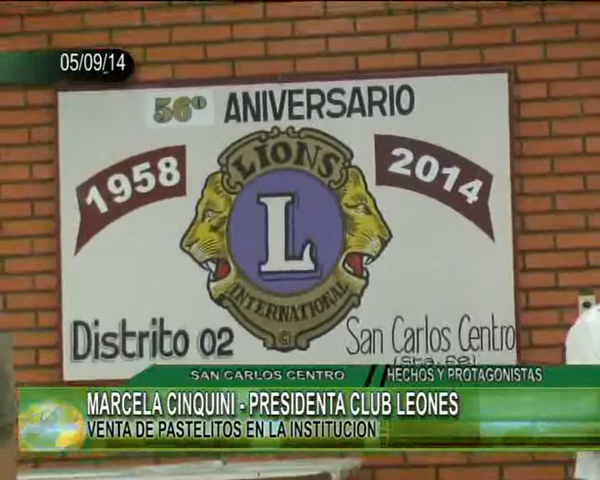 05/09/14
56º ANIVERSARIO
1958
2014
LIONS
L
INTERNATIONAL
©
Distrito 02
San Carlos Centro
(Sta. Fe)
SAN CARLOS CENTRO // HECHOS Y PROTAGONISTAS
MARCELA CINQUINI - PRESIDENTA CLUB LEONES
VENTA DE PASTELITOS EN LA INSTITUCION